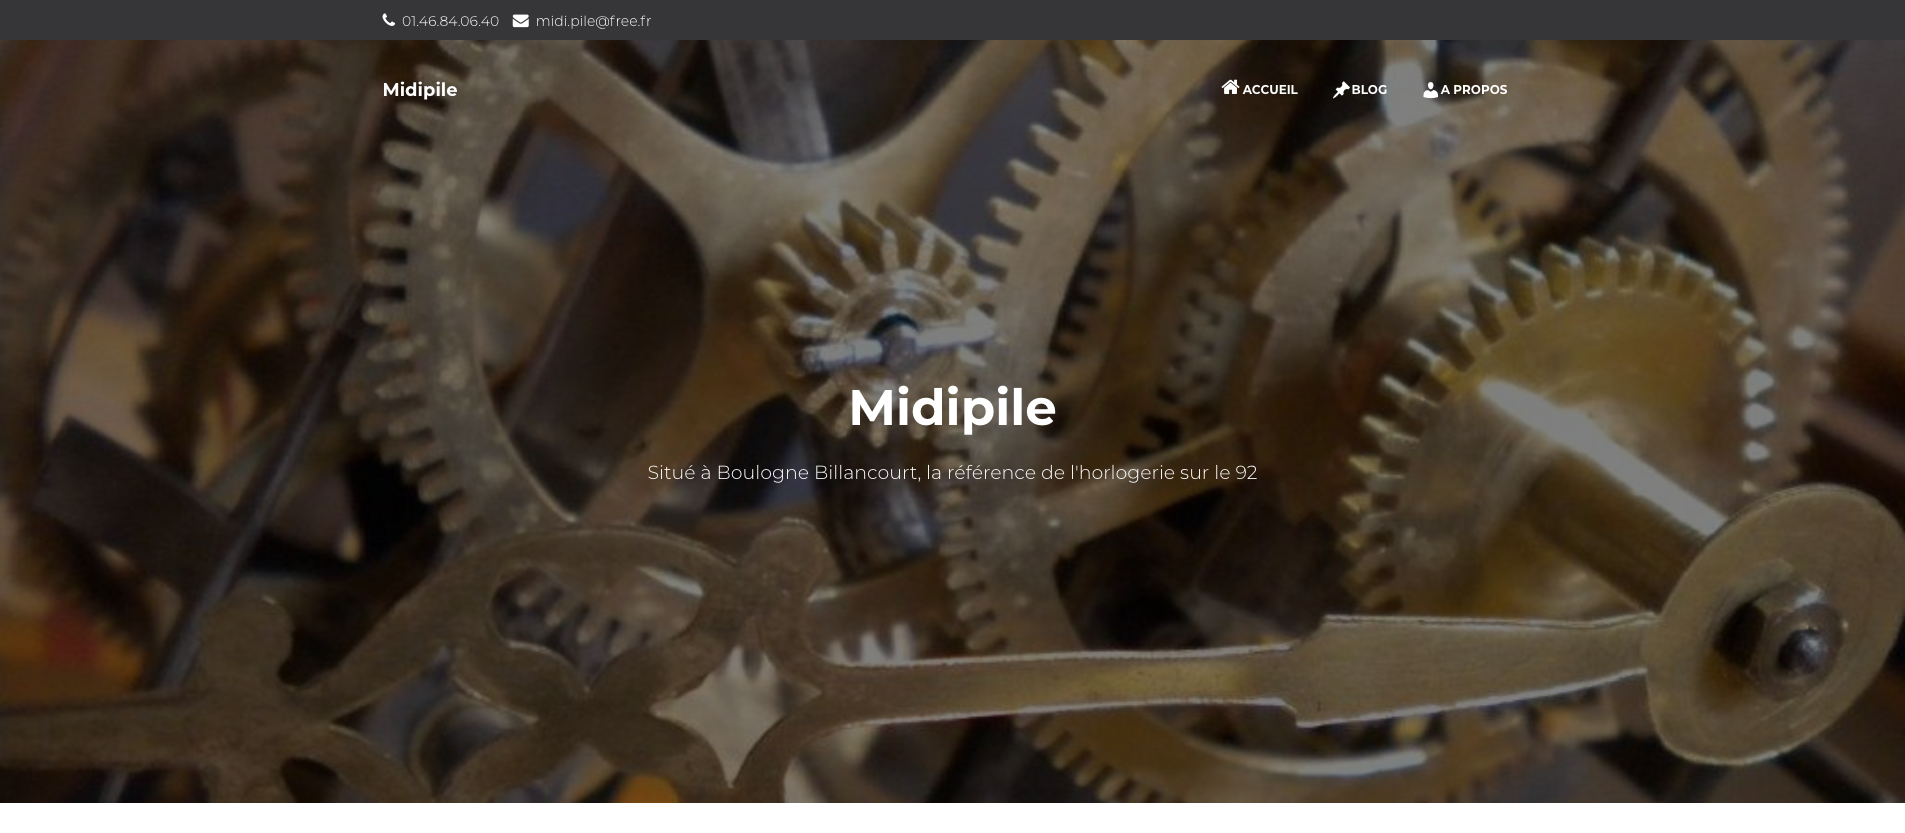 01.46.84.06.40 midi.pile@free.fr
Midipile ACCUEIL BLOG A PROPOS
Midipile
Situé à Boulogne Billancourt, la référence de l'horlogerie sur le 92